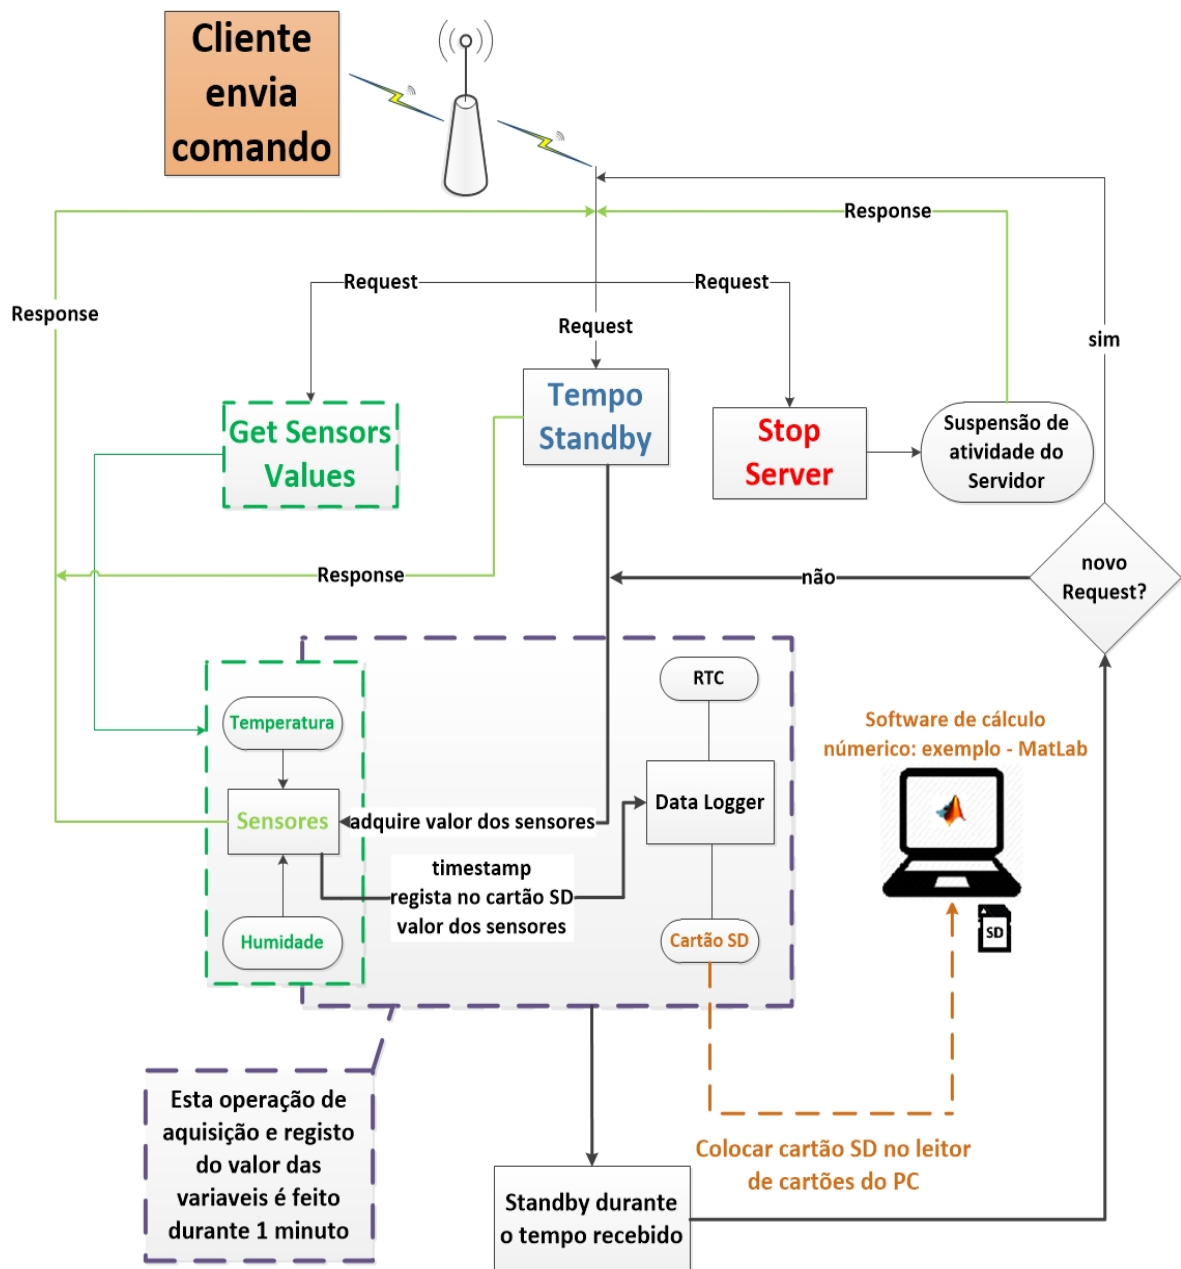 Cliente
envia
comando
Response
Request
Request
Response
Request
sim
Tempo
Standby
Get Sensors
Values
Stop
Server
Suspensão de
atividade do
Servidor
Response
não
novo
Request?
RTC
Temperatura
Software de cálculo
númerico: exemplo - MatLab
Sensores
adquire valor dos sensores
Data Logger
timestamp
regista no cartão SD
valor dos sensores
Humidade
Cartão SD
SD
Esta operação de
aquisição e registo
do valor das
variaveis é feito
durante 1 minuto
Colocar cartão SD no leitor
de cartões do PC
Standby durante
o tempo recebido